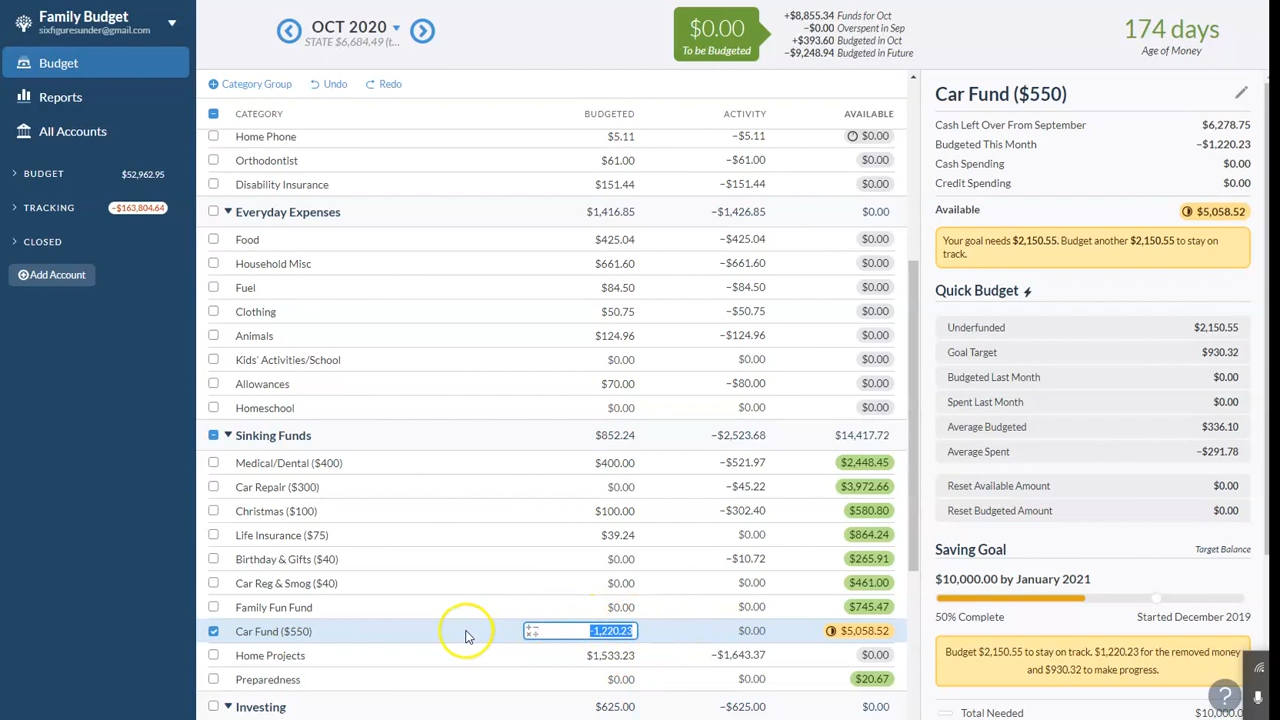 Family Budget
sixfiguresunder@gmail.com
Budget
Reports
All Accounts
BUDGET $52,962.95
TRACKING −$163,804.64
CLOSED
Add Account
OCT 2020
STATE $6,684.49 (t...
$0.00
To be Budgeted
+$8,855.34 Funds for Oct
−$0.00 Overspent in Sep
+$393.60 Budgeted in Oct
−$9,248.94 Budgeted in Future
174 days
Age of Money
Category Group Undo Redo
CATEGORY BUDGETED ACTIVITY AVAILABLE
Home Phone $5.11 −$5.11 $0.00
Orthodontist $61.00 −$61.00 $0.00
Disability Insurance $151.44 −$151.44 $0.00
Everyday Expenses $1,416.85 −$1,426.85 $0.00
Food $425.04 −$425.04 $0.00
Household Misc $661.60 −$661.60 $0.00
Fuel $84.50 −$84.50 $0.00
Clothing $50.75 −$50.75 $0.00
Animals $124.96 −$124.96 $0.00
Kids' Activities/School $0.00 $0.00 $0.00
Allowances $70.00 −$80.00 $0.00
Homeschool $0.00 $0.00 $0.00
Sinking Funds $852.24 −$2,523.68 $14,417.72
Medical/Dental ($400) $400.00 −$521.97 $2,448.45
Car Repair ($300) $0.00 −$45.22 $3,972.66
Christmas ($100) $100.00 −$302.40 $580.80
Life Insurance ($75) $39.24 $0.00 $864.24
Birthday & Gifts ($40) $0.00 −$10.72 $265.91
Car Reg & Smog ($40) $0.00 $0.00 $461.00
Family Fun Fund $0.00 $0.00 $745.47
Car Fund ($550) -1,220.23 $0.00 $5,058.52
Home Projects $1,533.23 −$1,643.37 $0.00
Preparedness $0.00 $0.00 $20.67
Investing $625.00 −$625.00 $0.00
Car Fund ($550)
Cash Left Over From September $6,278.75
Budgeted This Month −$1,220.23
Cash Spending $0.00
Credit Spending $0.00
Available $5,058.52
Your goal needs $2,150.55. Budget another $2,150.55 to stay on
track.
Quick Budget
Underfunded $2,150.55
Goal Target $930.32
Budgeted Last Month $0.00
Spent Last Month $0.00
Average Budgeted $336.10
Average Spent −$291.78
Reset Available Amount $0.00
Reset Budgeted Amount $0.00
Saving Goal Target Balance
$10,000.00 by January 2021
50% Complete Started December 2019
Budget $2,150.55 to stay on track. $1,220.23 for the removed money
and $930.32 to make progress.
Total Needed $10,000.0
?